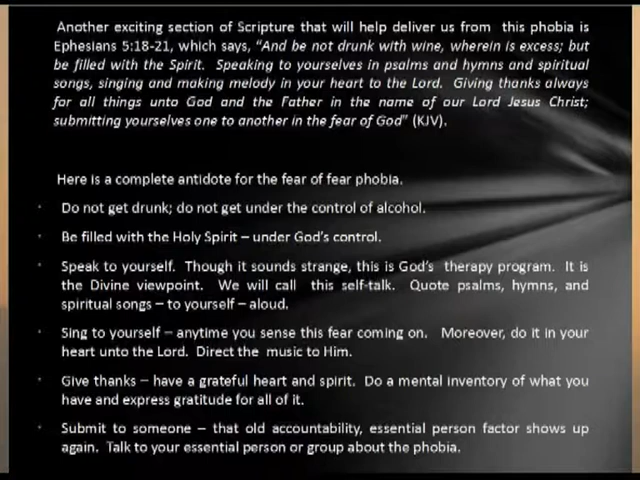 Another exciting section of Scripture that will help deliver us from this phobia is
Ephesians 5:18-21, which says, "And be not drunk with wine, wherein is excess; but
be filled with the Spirit. Speaking to yourselves in psalms and hymns and spiritual
songs, singing and making melody in your heart to the Lord. Giving thanks always
for all things unto God and the Father in the name of our Lord Jesus Christ;
submitting yourselves one to another in the fear of God" (KJV).
Here is a complete antidote for the fear of fear phobia.
· Do not get drunk; do not get under the control of alcohol.
· Be filled with the Holy Spirit – under God's control.
· Speak to yourself. Though it sounds strange, this is God's therapy program. It is
the Divine viewpoint. We will call this self-talk. Quote psalms, hymns, and
spiritual songs – to yourself – aloud.
· Sing to yourself – anytime you sense this fear coming on. Moreover, do it in your
heart unto the Lord. Direct the music to Him.
· Give thanks – have a grateful heart and spirit. Do a mental inventory of what you
have and express gratitude for all of it.
· Submit to someone – that old accountability, essential person factor shows up
again. Talk to your essential person or group about the phobia.